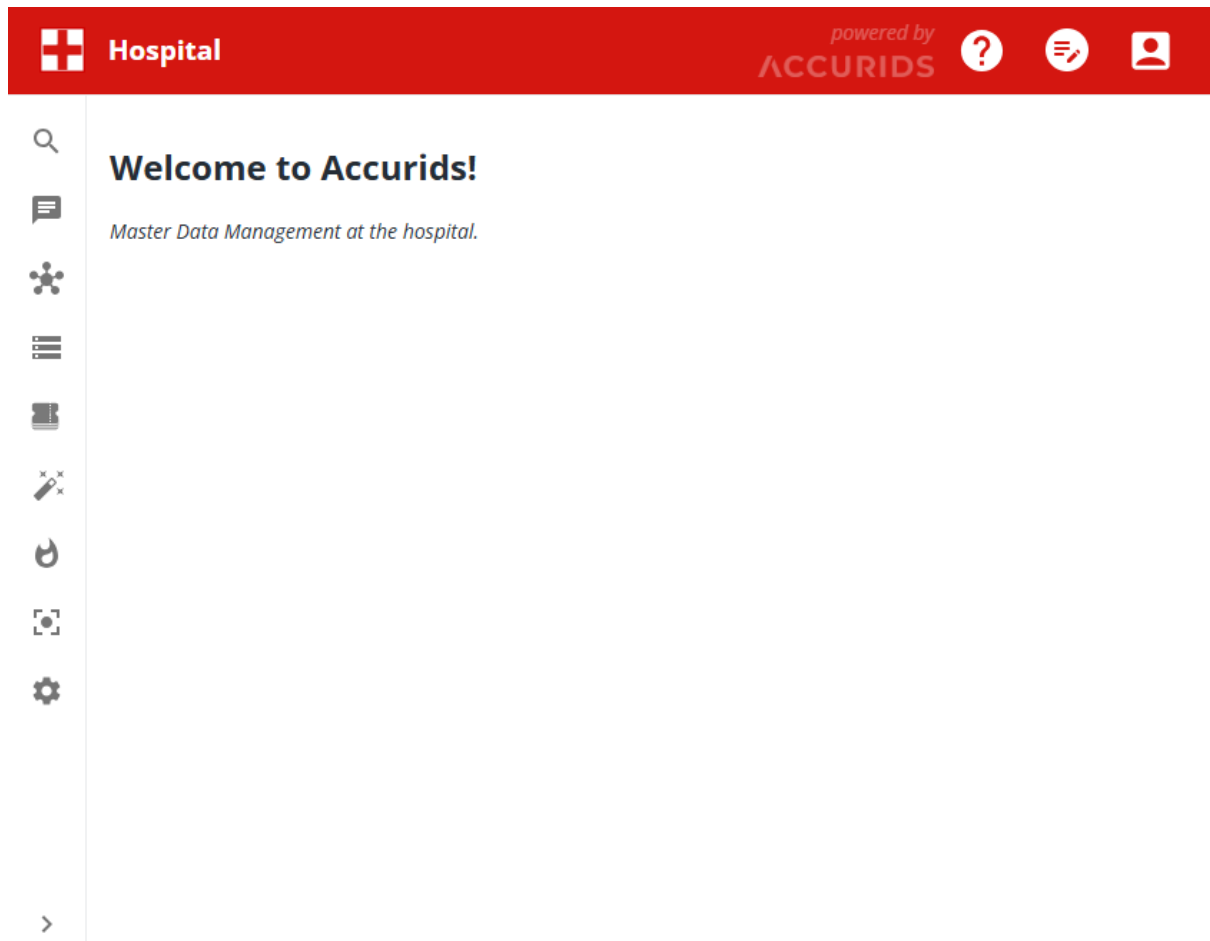 Hospital
powered by
ACCURIDS
?
Welcome to Accurids!
Master Data Management at the hospital.